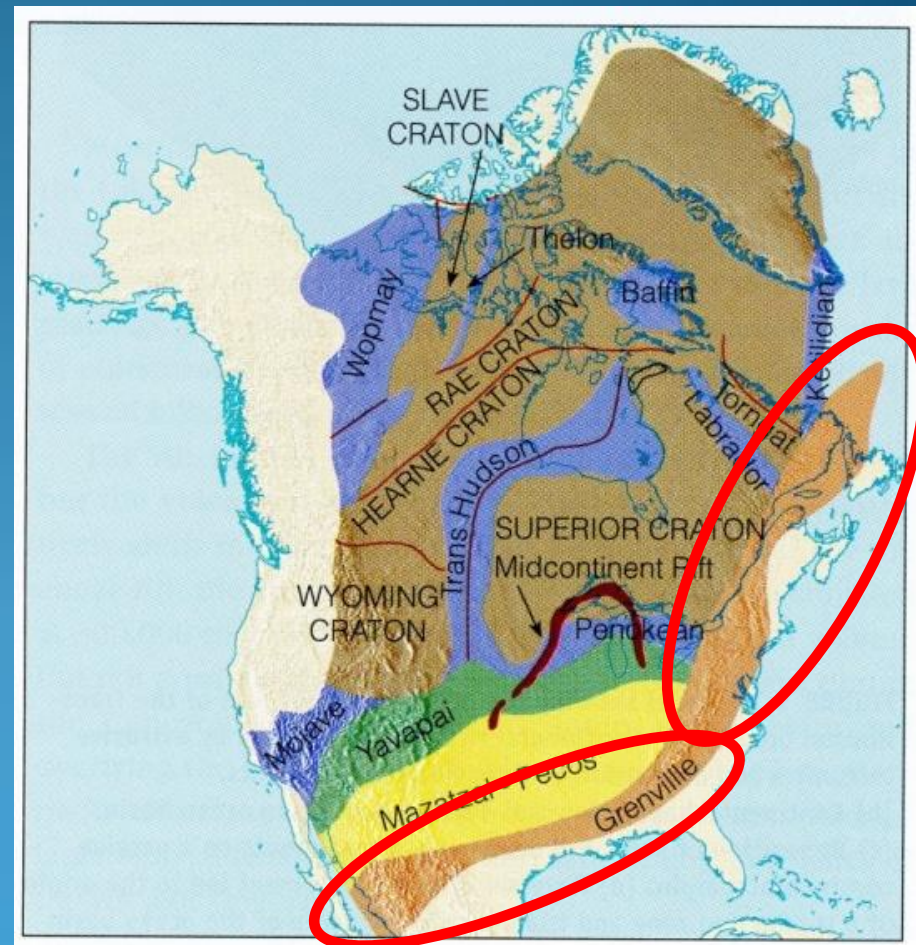 SLAVE
CRATON
Thelon
Baffin
Wopmay
Ketilidian
RAE CRATON
HEARNE CRATON
Torngat
Labrador
Trans Hudson
SUPERIOR CRATON
Midcontinent Rift
WYOMING
CRATON
Penokean
Mojave
Yavapai
Mazatzal - Pecos
Grenville